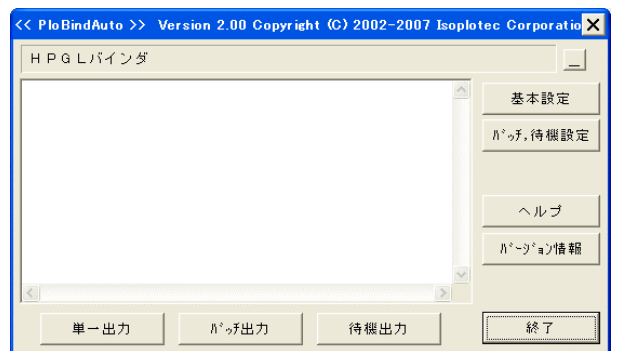 << PloBindAuto >> Version 2.00 Copyright (C) 2002-2007 Isoplotec Corporatio
ＨＰＧＬバインダ
基本設定
ﾊﾞｯﾁ,待機設定
ヘルプ
ﾊﾞｰｼﾞｮﾝ情報
単一出力
ﾊﾞｯﾁ出力
待機出力
終了